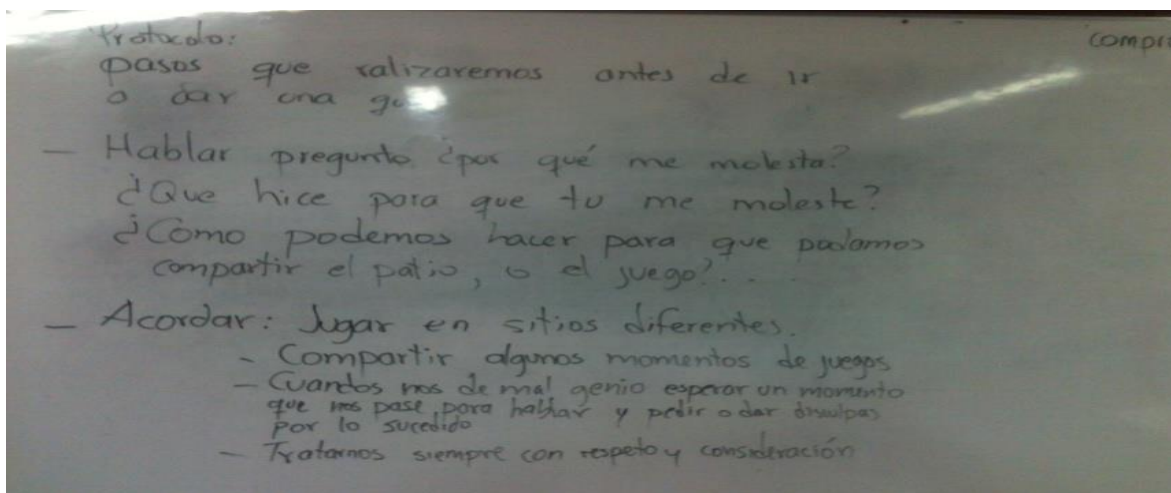 Protocolo:
pasos que ralizaremos antes de ir
o dar una
— Hablar pregunto ¿por qué me molesta?
¿Que hice para que tu me moleste?
¿Como podemos hacer para que podamos
compartir el patio, o el juego?...
— Acordar: Jugar en sitios diferentes.
- Compartir algunos momentos de juegos
- Cuandos nos de mal genio esperar un momento
que nos pase para hablar y pedir o dar disculpas
por lo sucedido
- Tratarnos siempre con respeto y consideración